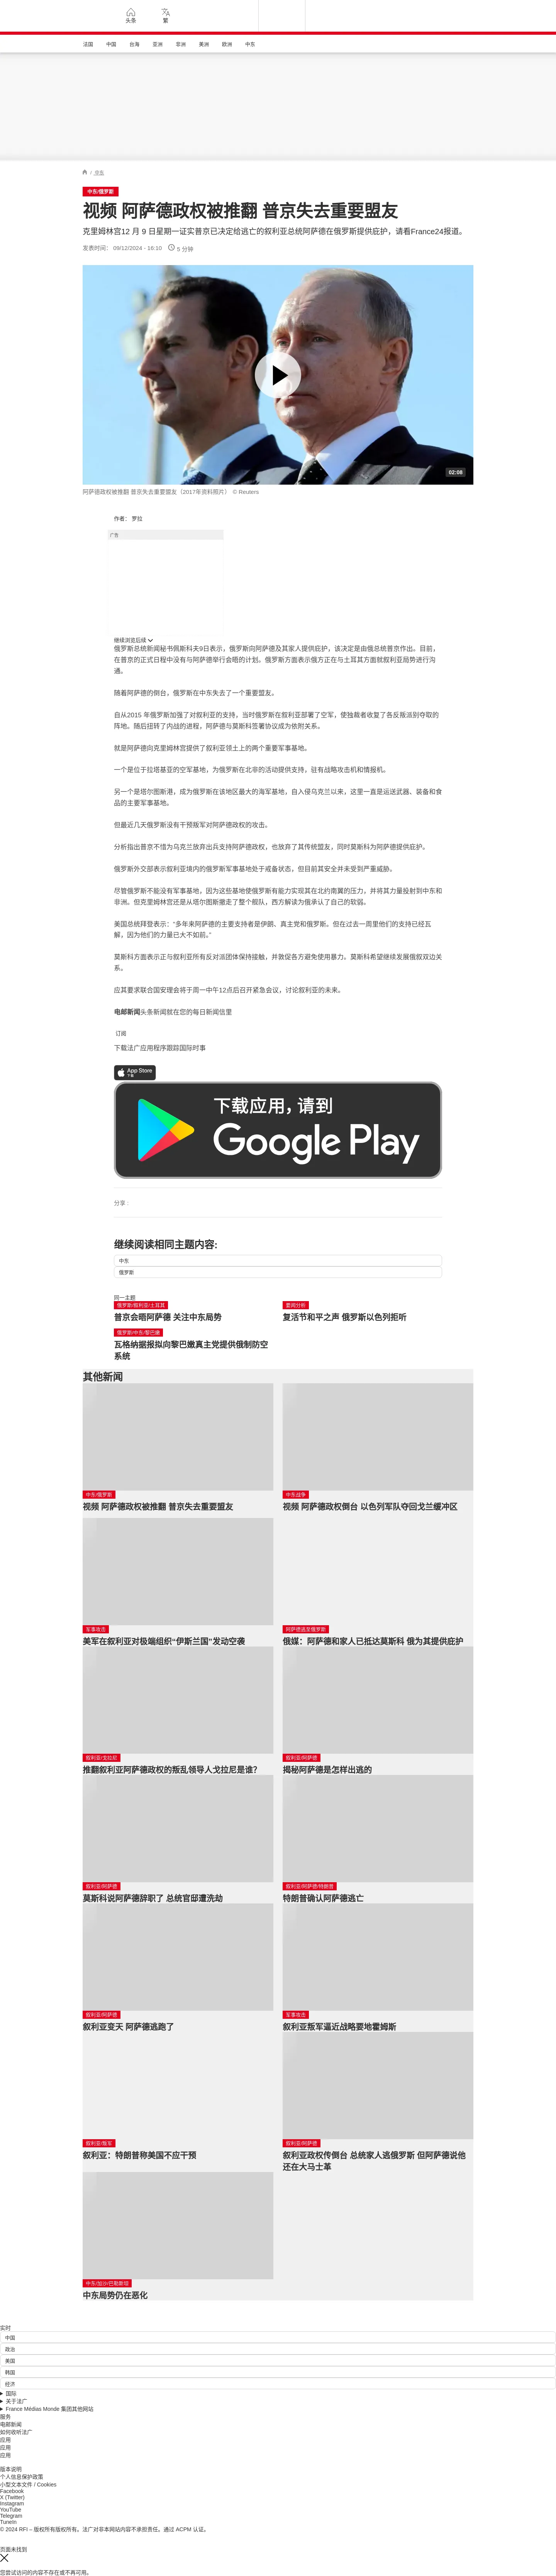 头条
繁
法国
中国
台海
亚洲
非洲
美洲
欧洲
中东
/ 中东
中东/俄罗斯
视频 阿萨德政权被推翻 普京失去重要盟友
克里姆林宫12 月 9 日星期一证实普京已决定给逃亡的叙利亚总统阿萨德在俄罗斯提供庇护，请看France24报道。
发表时间： 09/12/2024 - 16:10 5 分钟
02:08
阿萨德政权被推翻 普京失去重要盟友（2017年资料照片） © Reuters
作者： 罗拉
广告
继续浏览后续
俄罗斯总统新闻秘书佩斯科夫9日表示，俄罗斯向阿萨德及其家人提供庇护，该决定是由俄总统普京作出。目前，
在普京的正式日程中没有与阿萨德举行会晤的计划。俄罗斯方面表示俄方正在与土耳其方面就叙利亚局势进行沟
通。
随着阿萨德的倒台，俄罗斯在中东失去了一个重要盟友。
自从2015 年俄罗斯加强了对叙利亚的支持，当时俄罗斯在叙利亚部署了空军，使独裁者收复了各反叛派别夺取的
阵地。随后扭转了内战的进程，阿萨德与莫斯科签署协议成为依附关系。
就是阿萨德向克里姆林宫提供了叙利亚领土上的两个重要军事基地。
一个是位于拉塔基亚的空军基地，为俄罗斯在北非的活动提供支持，驻有战略攻击机和情报机。
另一个是塔尔图斯港，成为俄罗斯在该地区最大的海军基地，自入侵乌克兰以来，这里一直是运送武器、装备和食
品的主要军事基地。
但最近几天俄罗斯没有干预叛军对阿萨德政权的攻击。
分析指出普京不惜为乌克兰放弃出兵支持阿萨德政权，也放弃了其传统盟友，同时莫斯科为阿萨德提供庇护。
俄罗斯外交部表示叙利亚境内的俄罗斯军事基地处于戒备状态，但目前其安全并未受到严重威胁。
尽管俄罗斯不能没有军事基地，因为这些基地使俄罗斯有能力实现其在北约南翼的压力，并将其力量投射到中东和
非洲。但克里姆林宫还是从塔尔图斯撤走了整个舰队，西方解读为俄承认了自己的软弱。
美国总统拜登表示：“多年来阿萨德的主要支持者是伊朗、真主党和俄罗斯。但在过去一周里他们的支持已经瓦
解，因为他们的力量已大不如前。”
莫斯科方面表示正与叙利亚所有反对派团体保持接触，并敦促各方避免使用暴力。莫斯科希望继续发展俄叙双边关
系。
应其要求联合国安理会将于周一中午12点后召开紧急会议，讨论叙利亚的未来。
电邮新闻头条新闻就在您的每日新闻信里
订阅
下载法广应用程序跟踪国际时事
App Store
下载
下载应用，请到
Google Play
分享 :
继续阅读相同主题内容:
中东
俄罗斯
同一主题
俄罗斯/叙利亚/土耳其
普京会晤阿萨德 关注中东局势
要闻分析
复活节和平之声 俄罗斯以色列拒听
俄罗斯/中东/黎巴嫩
瓦格纳据报拟向黎巴嫩真主党提供俄制防空
系统
其他新闻
中东/俄罗斯
视频 阿萨德政权被推翻 普京失去重要盟友
中东战争
视频 阿萨德政权倒台 以色列军队夺回戈兰缓冲区
军事攻击
美军在叙利亚对极端组织“伊斯兰国”发动空袭
阿萨德逃至俄罗斯
俄媒：阿萨德和家人已抵达莫斯科 俄为其提供庇护
叙利亚/戈拉尼
推翻叙利亚阿萨德政权的叛乱领导人戈拉尼是谁？
叙利亚/阿萨德
揭秘阿萨德是怎样出逃的
叙利亚/阿萨德
莫斯科说阿萨德辞职了 总统官邸遭洗劫
叙利亚/阿萨德/特朗普
特朗普确认阿萨德逃亡
叙利亚/阿萨德
叙利亚变天 阿萨德逃跑了
军事攻击
叙利亚叛军逼近战略要地霍姆斯
叙利亚/叛军
叙利亚：特朗普称美国不应干预
叙利亚/阿萨德
叙利亚政权传倒台 总统家人逃俄罗斯 但阿萨德说他
还在大马士革
中东/加沙/巴勒斯坦
中东局势仍在恶化
实时
中国
政治
美国
韩国
经济
国际
关于法广
France Médias Monde 集团其他网站
服务
电邮新闻
如何收听法广
应用
应用
应用
版本说明
个人信息保护政策
小型文本文件 / Cookies
Facebook
X (Twitter)
Instagram
YouTube
Telegram
TuneIn
© 2024 RFI – 版权所有版权所有。法广对非本网站内容不承担责任。通过 ACPM 认证。
页面未找到
您尝试访问的内容不存在或不再可用。